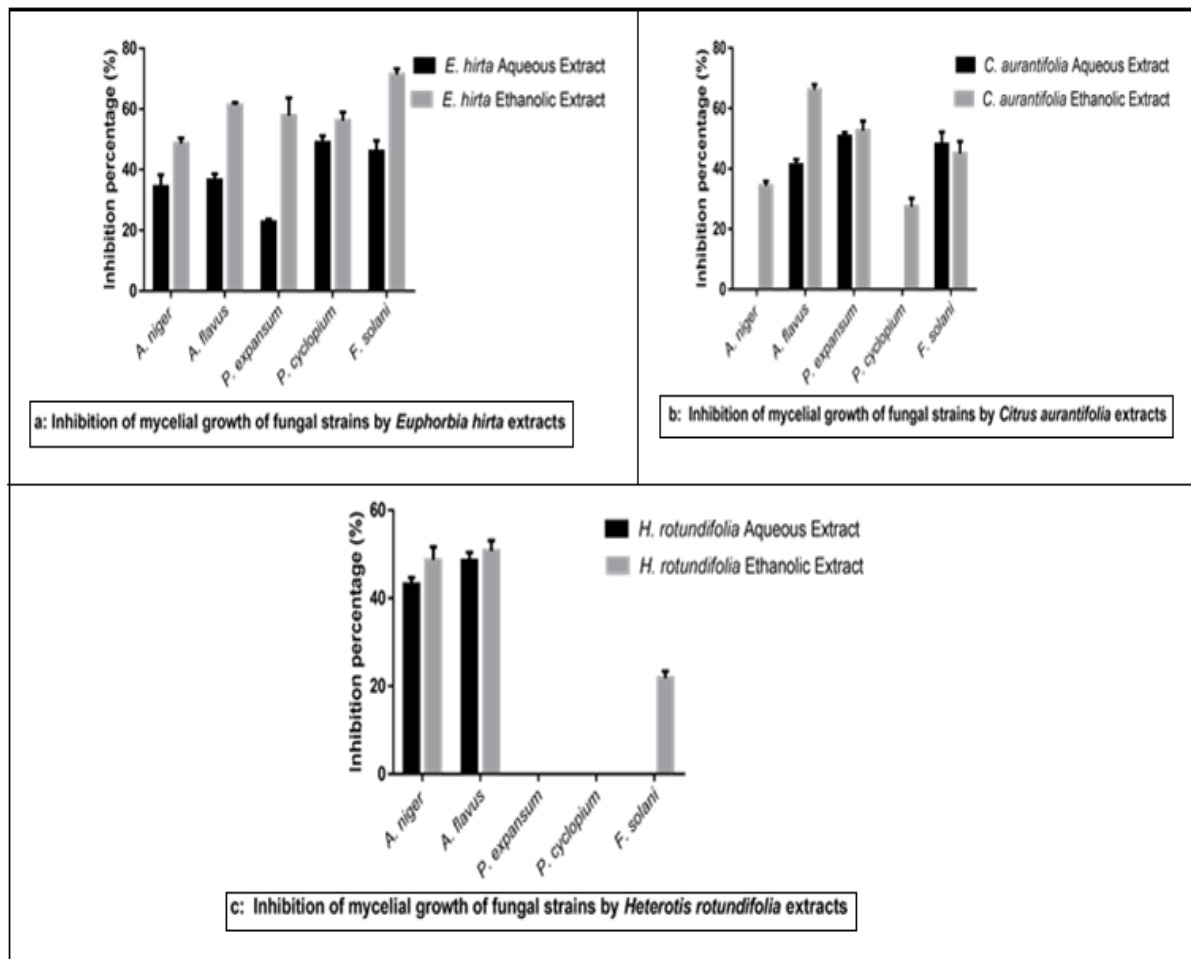 80
60
40
20
0
Inhibition percentage (%)
E. hirta Aqueous Extract
E. hirta Ethanolic Extract
A. niger
A. flavus
P. expansum
P. cyclopium
F. solani
a: Inhibition of mycelial growth of fungal strains by Euphorbia hirta extracts
80
60
40
20
0
Inhibition percentage (%)
C. aurantifolia Aqueous Extract
C. aurantifolia Ethanolic Extract
A. niger
A. flavus
P. expansum
P. cyclopium
F. solani
b: Inhibition of mycelial growth of fungal strains by Citrus aurantifolia extracts
60
40
20
0
Inhibition percentage (%)
H. rotundifolia Aqueous Extract
H. rotundifolia Ethanolic Extract
A. niger
A. flavus
P. expansum
P. cyclopium
F. solani
c: Inhibition of mycelial growth of fungal strains by Heterotis rotundifolia extracts